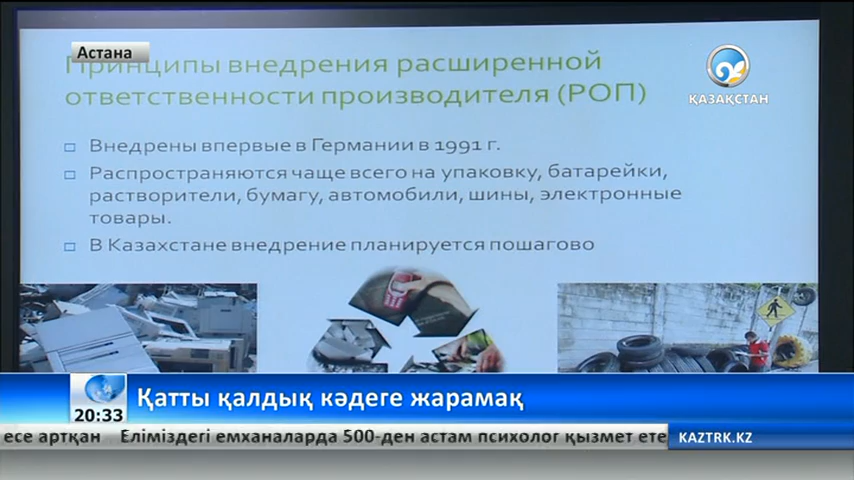 Астана
Принципы внедрения расширенной
ответственности производителя (РОП)
ҚАЗАҚСТАН
Внедрены впервые в Германии в 1991 г.
Распространяются чаще всего на упаковку, батарейки,
растворители, бумагу, автомобили, шины, электронные
товары.
В Казахстане внедрение планируется пошагово
Қатты қалдық кәдеге жарамақ
20:33
есе артқан Еліміздегі емханаларда 500-ден астам психолог қызмет ете
KAZTRK.KZ